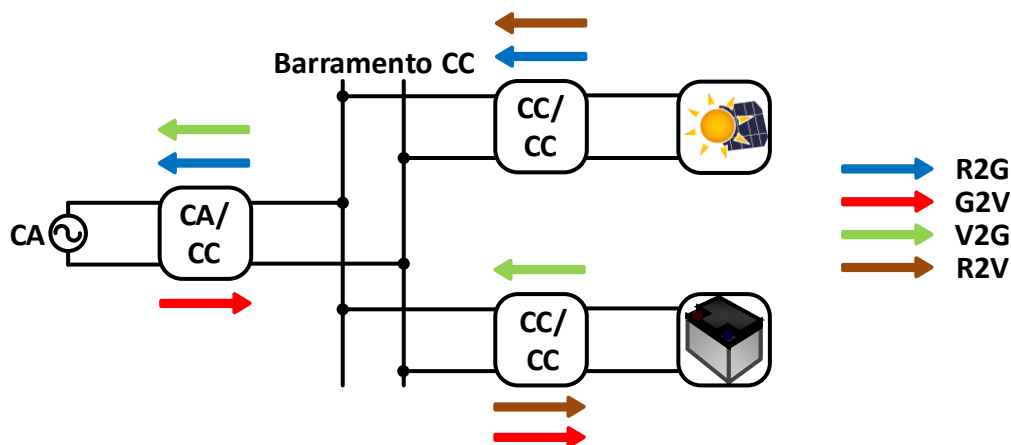 Barramento CC
CC/
CC
CA
CA/
CC
CC/
CC
R2G
G2V
V2G
R2V